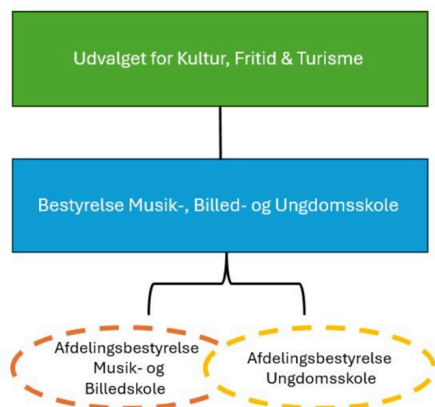 Udvalget for Kultur, Fritid & Turisme
Bestyrelse Musik-, Billed- og Ungdomsskole
Afdelingsbestyrelse
Musik- og
Billedskole
Afdelingsbestyrelse
Ungdomsskole